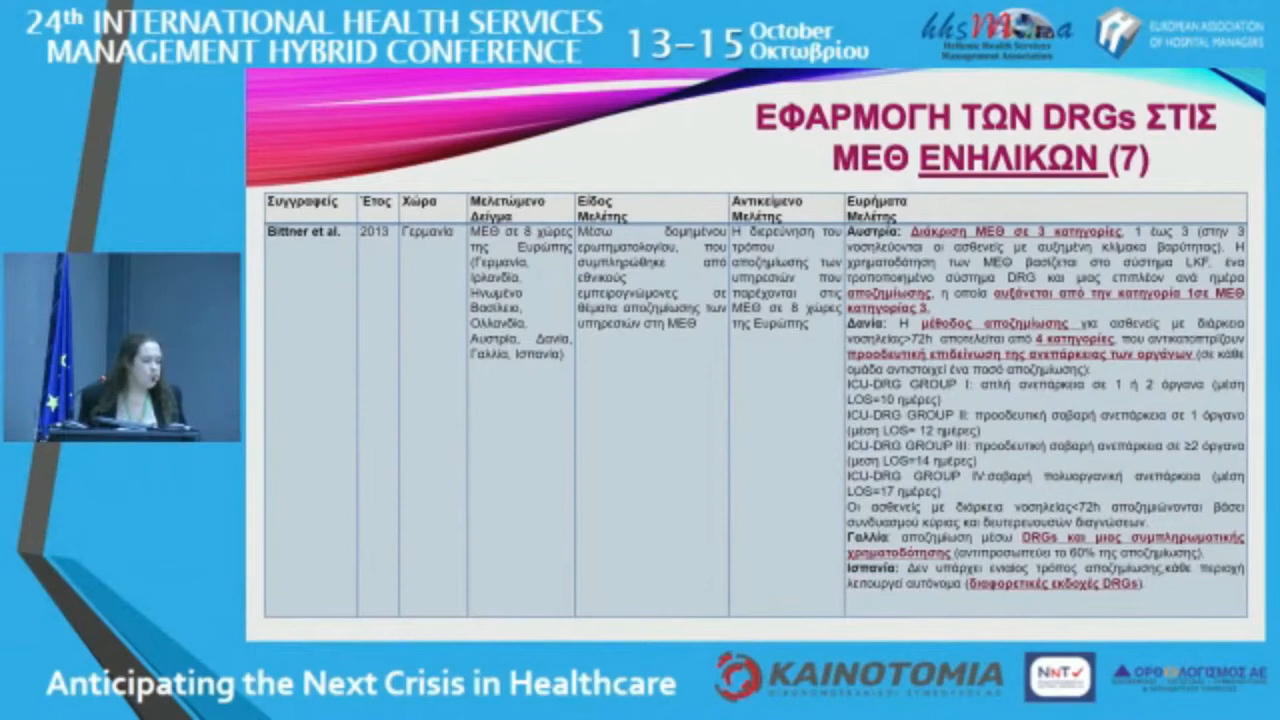 24th INTERNATIONAL HEALTH SERVICES
MANAGEMENT HYBRID CONFERENCE
13-15 October
Οκτωβρίου
hhsMa
Hellenic Health Services
Management Association
EUROPEAN ASSOCIATION
OF HOSPITAL MANAGERS
ΕΦΑΡΜΟΓΗ ΤΩΝ DRGs ΣΤΙΣ
ΜΕΘ ΕΝΗΛΙΚΩΝ (7)
Συγγραφείς
Έτος
Χώρα
Μελετώμενο
Δείγμα
Είδος
Μελέτης
Αντικείμενο
Μελέτης
Ευρήματα
Μελέτης
Bittner et al.
2013
Γερμανία
ΜΕΘ σε 8 χώρες
της Ευρώπης
(Γερμανία,
Ιρλανδία,
Ηνωμένο
Βασίλειο,
Ολλανδία,
Αυστρία, Δανία,
Γαλλία, Ισπανία)
Μέσω δομημένου
ερωτηματολογίου, που
συμπληρώθηκε από
εθνικούς
εμπειρογνώμονες σε
θέματα αποζημίωσης των
υπηρεσιών στη ΜΕΘ
Η διερεύνηση του
τρόπου
αποζημίωσης των
υπηρεσιών που
παρέχονται στις
ΜΕΘ σε 8 χώρες
της Ευρώπης
Αυστρία: Διάκριση ΜΕΘ σε 3 κατηγορίες, 1 έως 3 (στην 3
νοσηλεύονται οι ασθενείς με αυξημένη κλίμακα βαρύτητας). Η
χρηματοδότηση των ΜΕΘ βασίζεται στο σύστημα LKF, ένα
τροποποιημένο σύστημα DRG και μιας επιπλέον ανά ημέρα
αποζημίωσης, η οποία αυξάνεται από την κατηγορία 1σε ΜΕΘ
κατηγορίας 3.
Δανία: Η μέθοδος αποζημίωσης για ασθενείς με διάρκεια
νοσηλείας>72h αποτελείται από 4 κατηγορίες, που αντικατοπτρίζουν
προοδευτική επιδείνωση της ανεπάρκειας των οργάνων (σε κάθε
ομάδα αντιστοιχεί ένα ποσό αποζημίωσης):
ICU-DRG GROUP I: απλή ανεπάρκεια σε 1 ή 2 όργανα (μέση
LOS=10 ημέρες)
ICU-DRG GROUP II: προοδευτική σοβαρή ανεπάρκεια σε 1 όργανο
(μέση LOS= 12 ημέρες)
ICU-DRG GROUP III: προοδευτική σοβαρή ανεπάρκεια σε ≥2 όργανα
(μεση LOS=14 ημέρες)
ICU-DRG GROUP IV:σοβαρή πολυοργανική ανεπάρκεια (μέση
LOS=17 ημέρες)
Οι ασθενείς με διάρκεια νοσηλείας<72h αποζημιώνονται βάσει
συνδυασμού κύριας και δευτερευουσών διαγνώσεων.
Γαλλία: αποζημίωση μέσω DRGs και μιας συμπληρωματικής
χρηματοδότησης (αντιπροσωπεύει το 60% της αποζημίωσης).
Ισπανία: Δεν υπάρχει ενιαίος τρόπος αποζημίωσης,κάθε περιοχή
λειτουργεί αυτόνομα (διαφορετικές εκδοχές DRGs).
Anticipating the Next Crisis in Healthcare
ΚΑΙΝΟΤΟΜΙΑ
NNT
ΟΡΘΟΛΟΓΙΣΜΟΣ ΑΕ